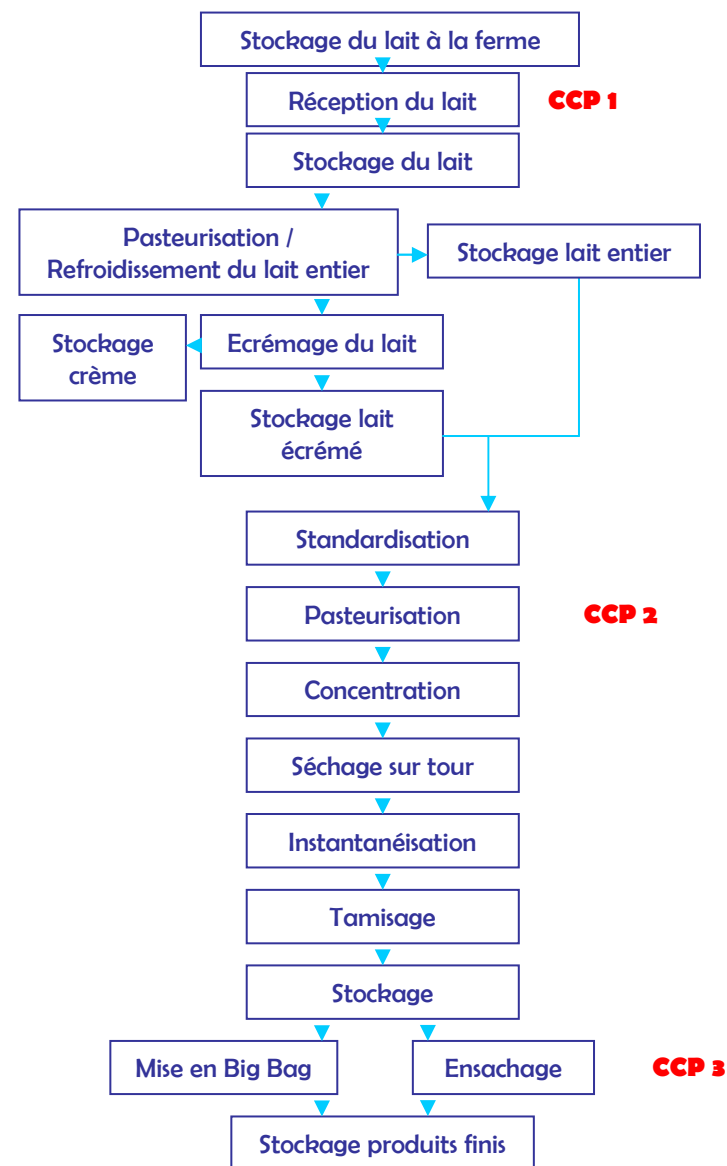 Stockage du lait à la ferme
Réception du lait
CCP 1
Stockage du lait
Pasteurisation /
Refroidissement du lait entier
Stockage lait entier
Stockage
crème
Ecrémage du lait
Stockage lait
écrémé
Standardisation
Pasteurisation
CCP 2
Concentration
Séchage sur tour
Instantanéisation
Tamisage
Stockage
Mise en Big Bag
Ensachage
CCP 3
Stockage produits finis